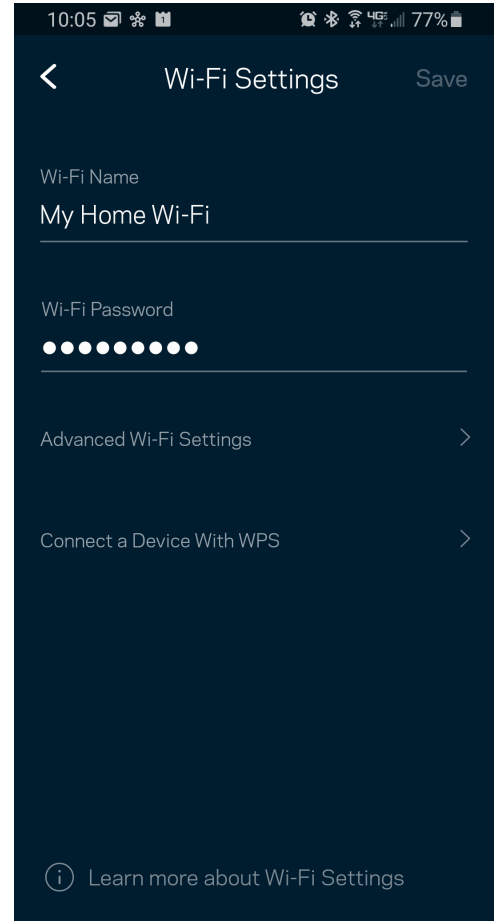 10:05
4GE 77%
Wi-Fi Settings Save
Wi-Fi Name
My Home Wi-Fi
Wi-Fi Password
●●●●●●●●●
Advanced Wi-Fi Settings
Connect a Device With WPS
Learn more about Wi-Fi Settings